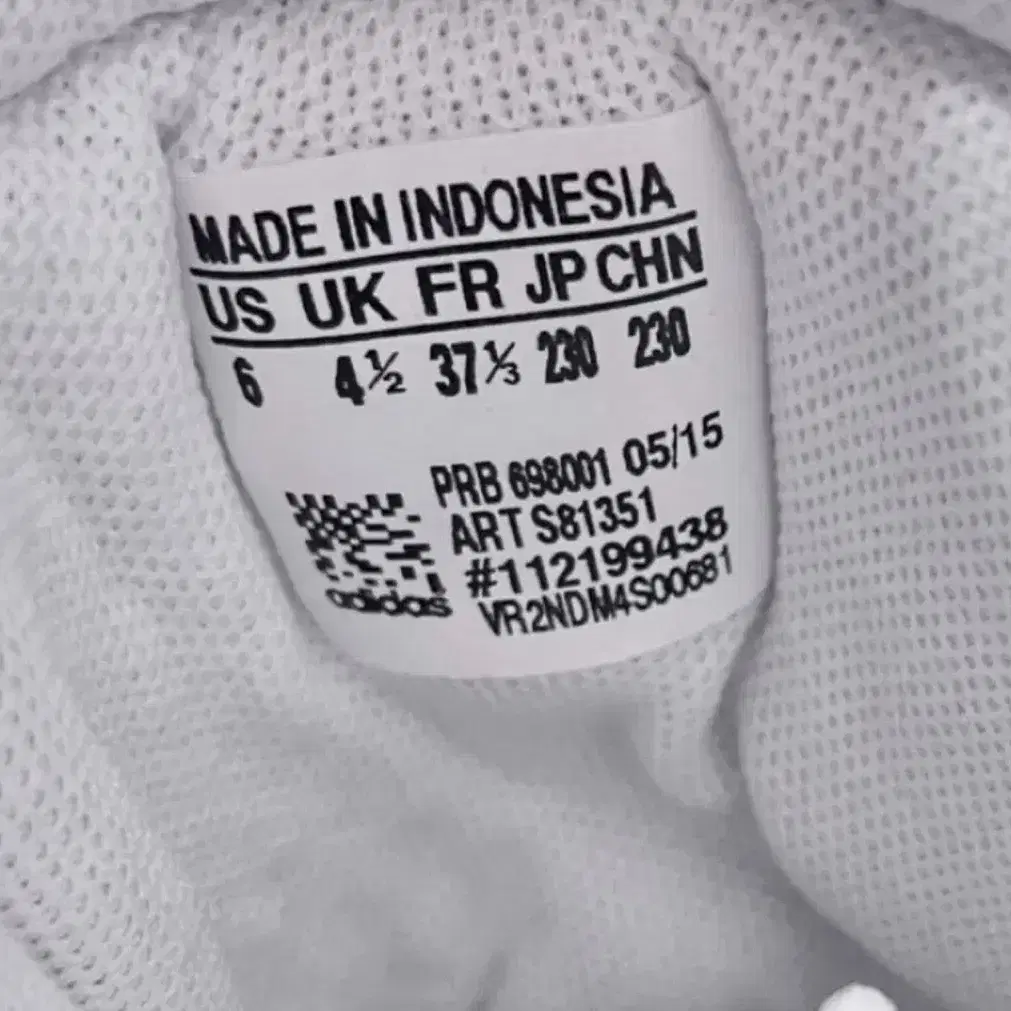 MADE IN INDONESIA
US UK FR JP CHN
6 4½ 37⅓ 230 230
PRB 698001 05/15
ART S81351
#112199438
adidas VR2NDM4S00681